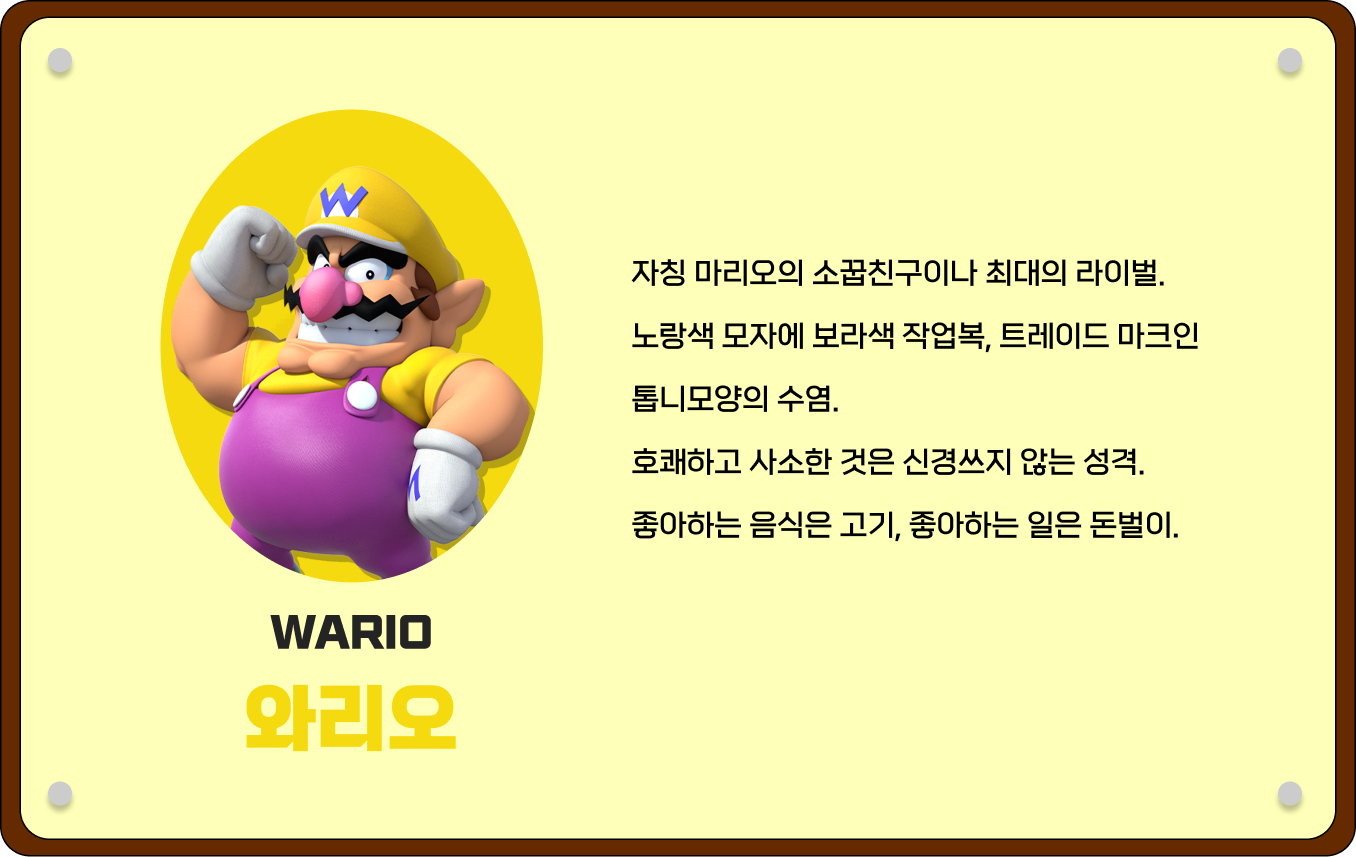 W
자칭 마리오의 소꿉친구이나 최대의 라이벌.
노랑색 모자에 보라색 작업복, 트레이드 마크인
톱니모양의 수염.
호쾌하고 사소한 것은 신경쓰지 않는 성격.
좋아하는 음식은 고기, 좋아하는 일은 돈벌이.
WARIO
와리오